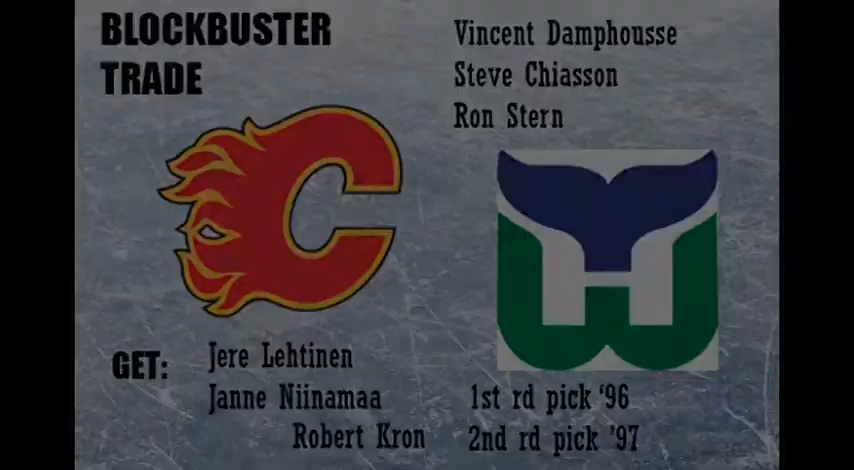 BLOCKBUSTER
TRADE
Vincent Damphousse
Steve Chiasson
Ron Stern
GET:
Jere Lehtinen
Janne Niinamaa
Robert Kron
1st rd pick ‘96
2nd rd pick ’97